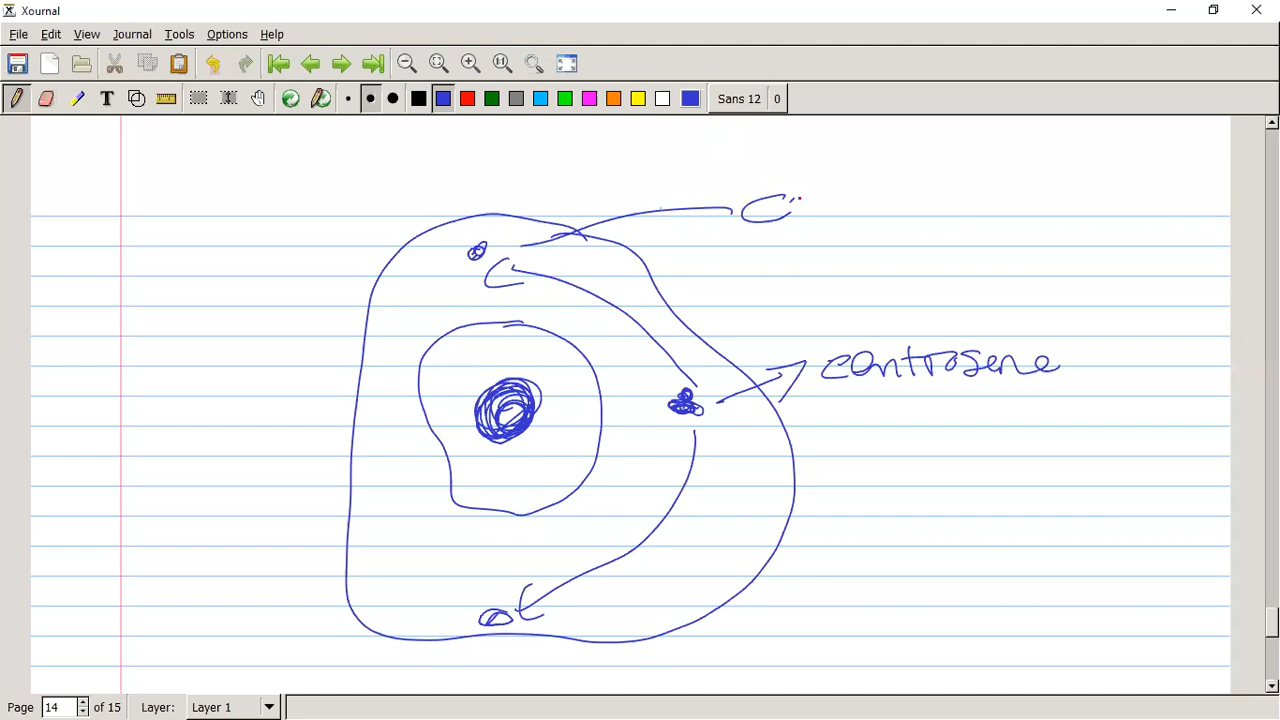 Xournal
File Edit View Journal Tools Options Help
Sans 12 0
C
centrosene
Page 14 of 15 Layer: Layer 1